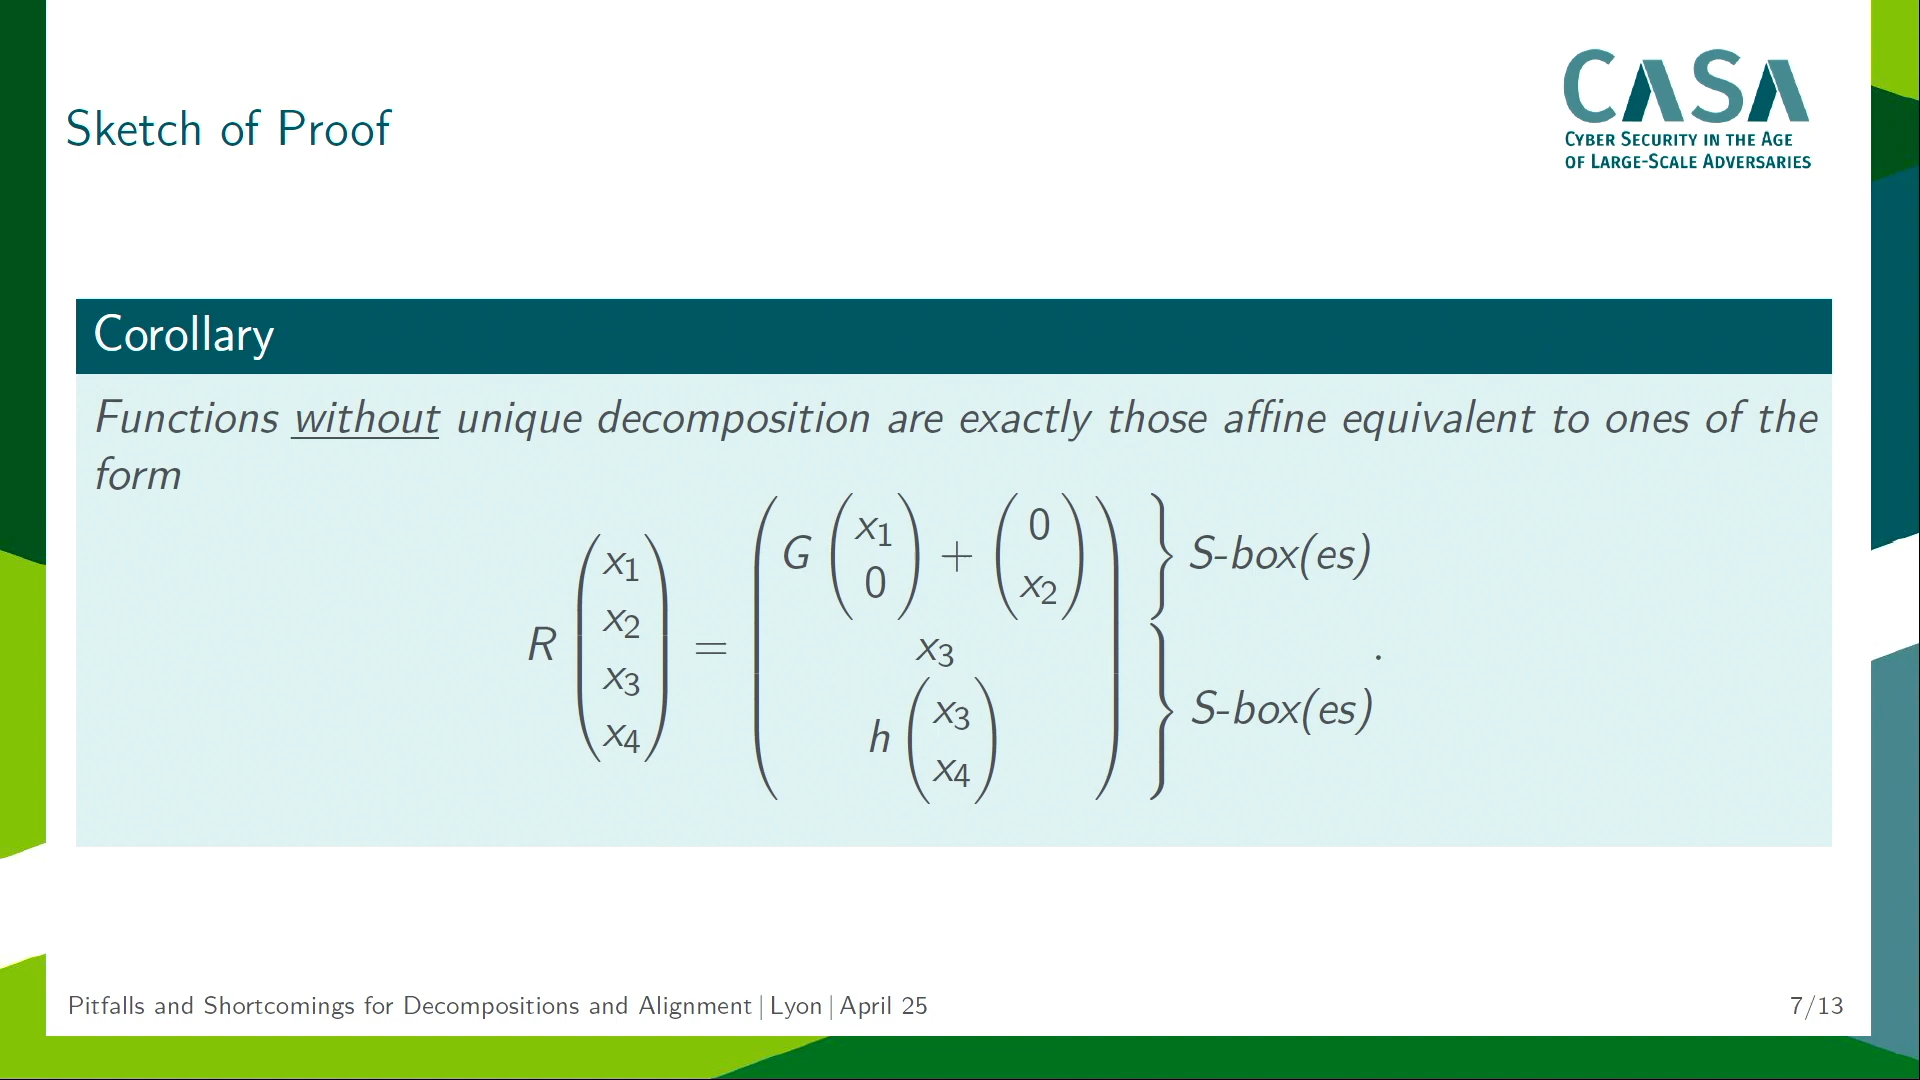 CASA
CYBER SECURITY IN THE AGE
OF LARGE-SCALE ADVERSARIES
Sketch of Proof
Corollary
Functions without unique decomposition are exactly those affine equivalent to ones of the
form
R (x₁ x₂ x₃ x₄) = ( G (x₁ 0) + (0 x₂) } S-box(es)
x₃
h (x₃ x₄) ) } S-box(es) .
Pitfalls and Shortcomings for Decompositions and Alignment | Lyon | April 25
7/13